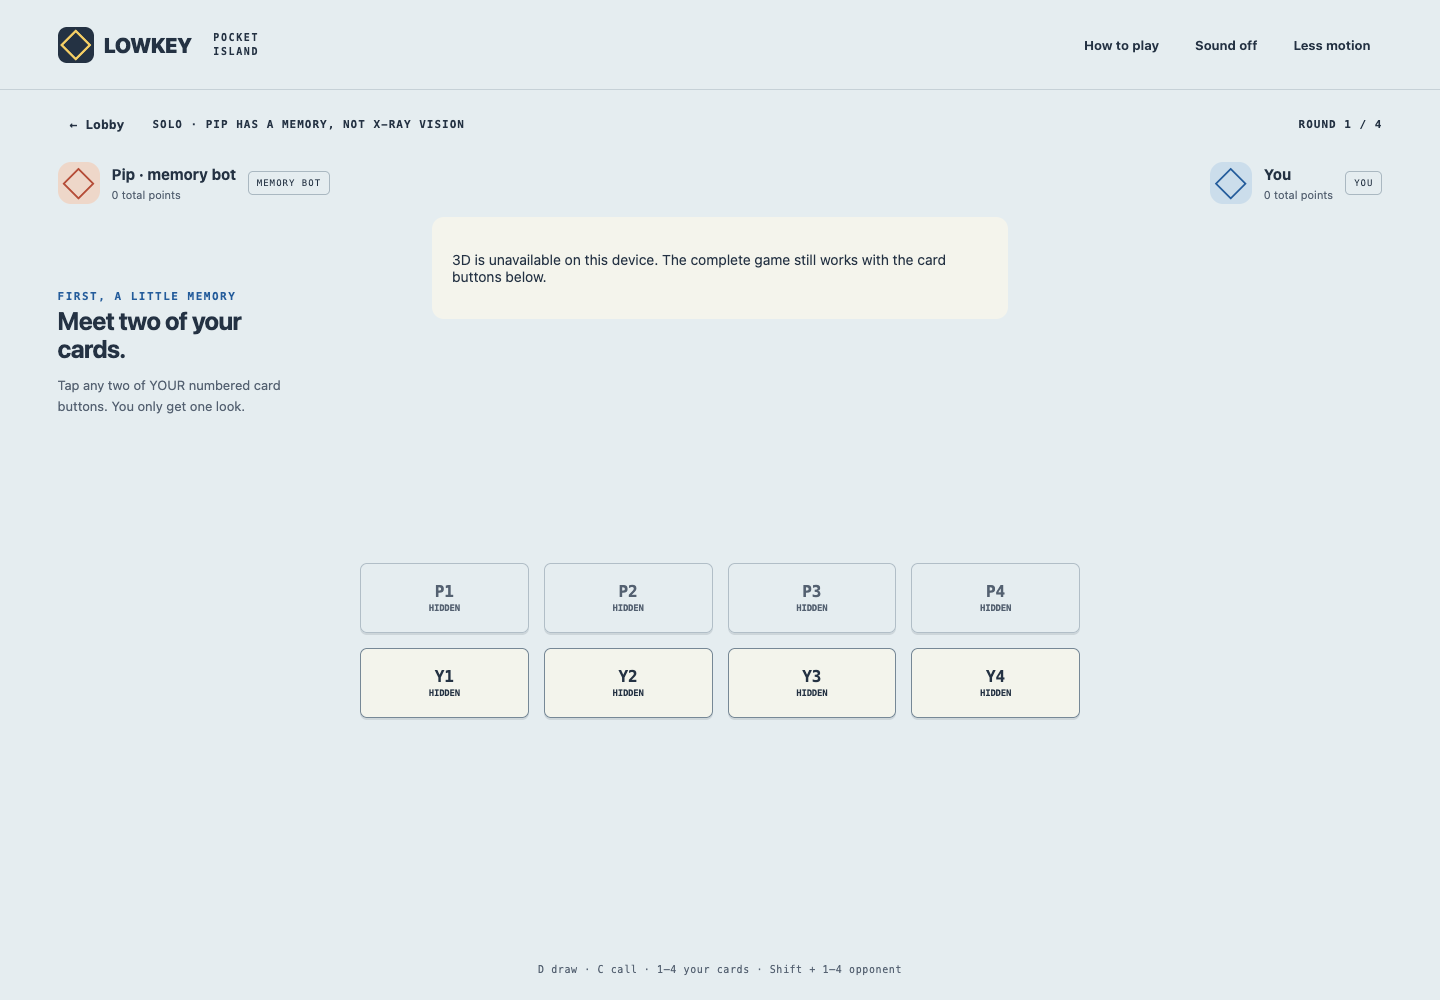 LOWKEY
POCKET
ISLAND
How to play
Sound off
Less motion
← Lobby
SOLO · PIP HAS A MEMORY, NOT X–RAY VISION
ROUND 1 / 4
Pip · memory bot
0 total points
MEMORY BOT
You
0 total points
YOU
3D is unavailable on this device. The complete game still works with the card
buttons below.
FIRST, A LITTLE MEMORY
Meet two of your
cards.
Tap any two of YOUR numbered card
buttons. You only get one look.
P1
HIDDEN
P2
HIDDEN
P3
HIDDEN
P4
HIDDEN
Y1
HIDDEN
Y2
HIDDEN
Y3
HIDDEN
Y4
HIDDEN
D draw · C call · 1–4 your cards · Shift + 1–4 opponent